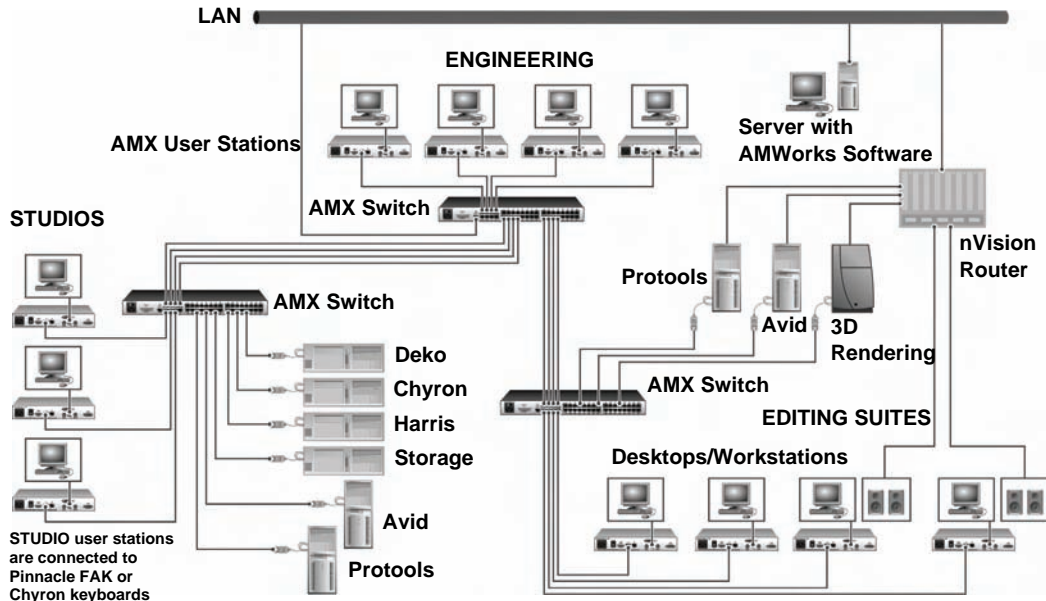 LAN
ENGINEERING
AMX User Stations
Server with
AMWorks Software
AMX Switch
STUDIOS
nVision
Router
Protools
Avid
3D
Rendering
AMX Switch
Deko
Chyron
Harris
Storage
Avid
Protools
AMX Switch
EDITING SUITES
Desktops/Workstations
STUDIO user stations
are connected to
Pinnacle FAK or
Chyron keyboards